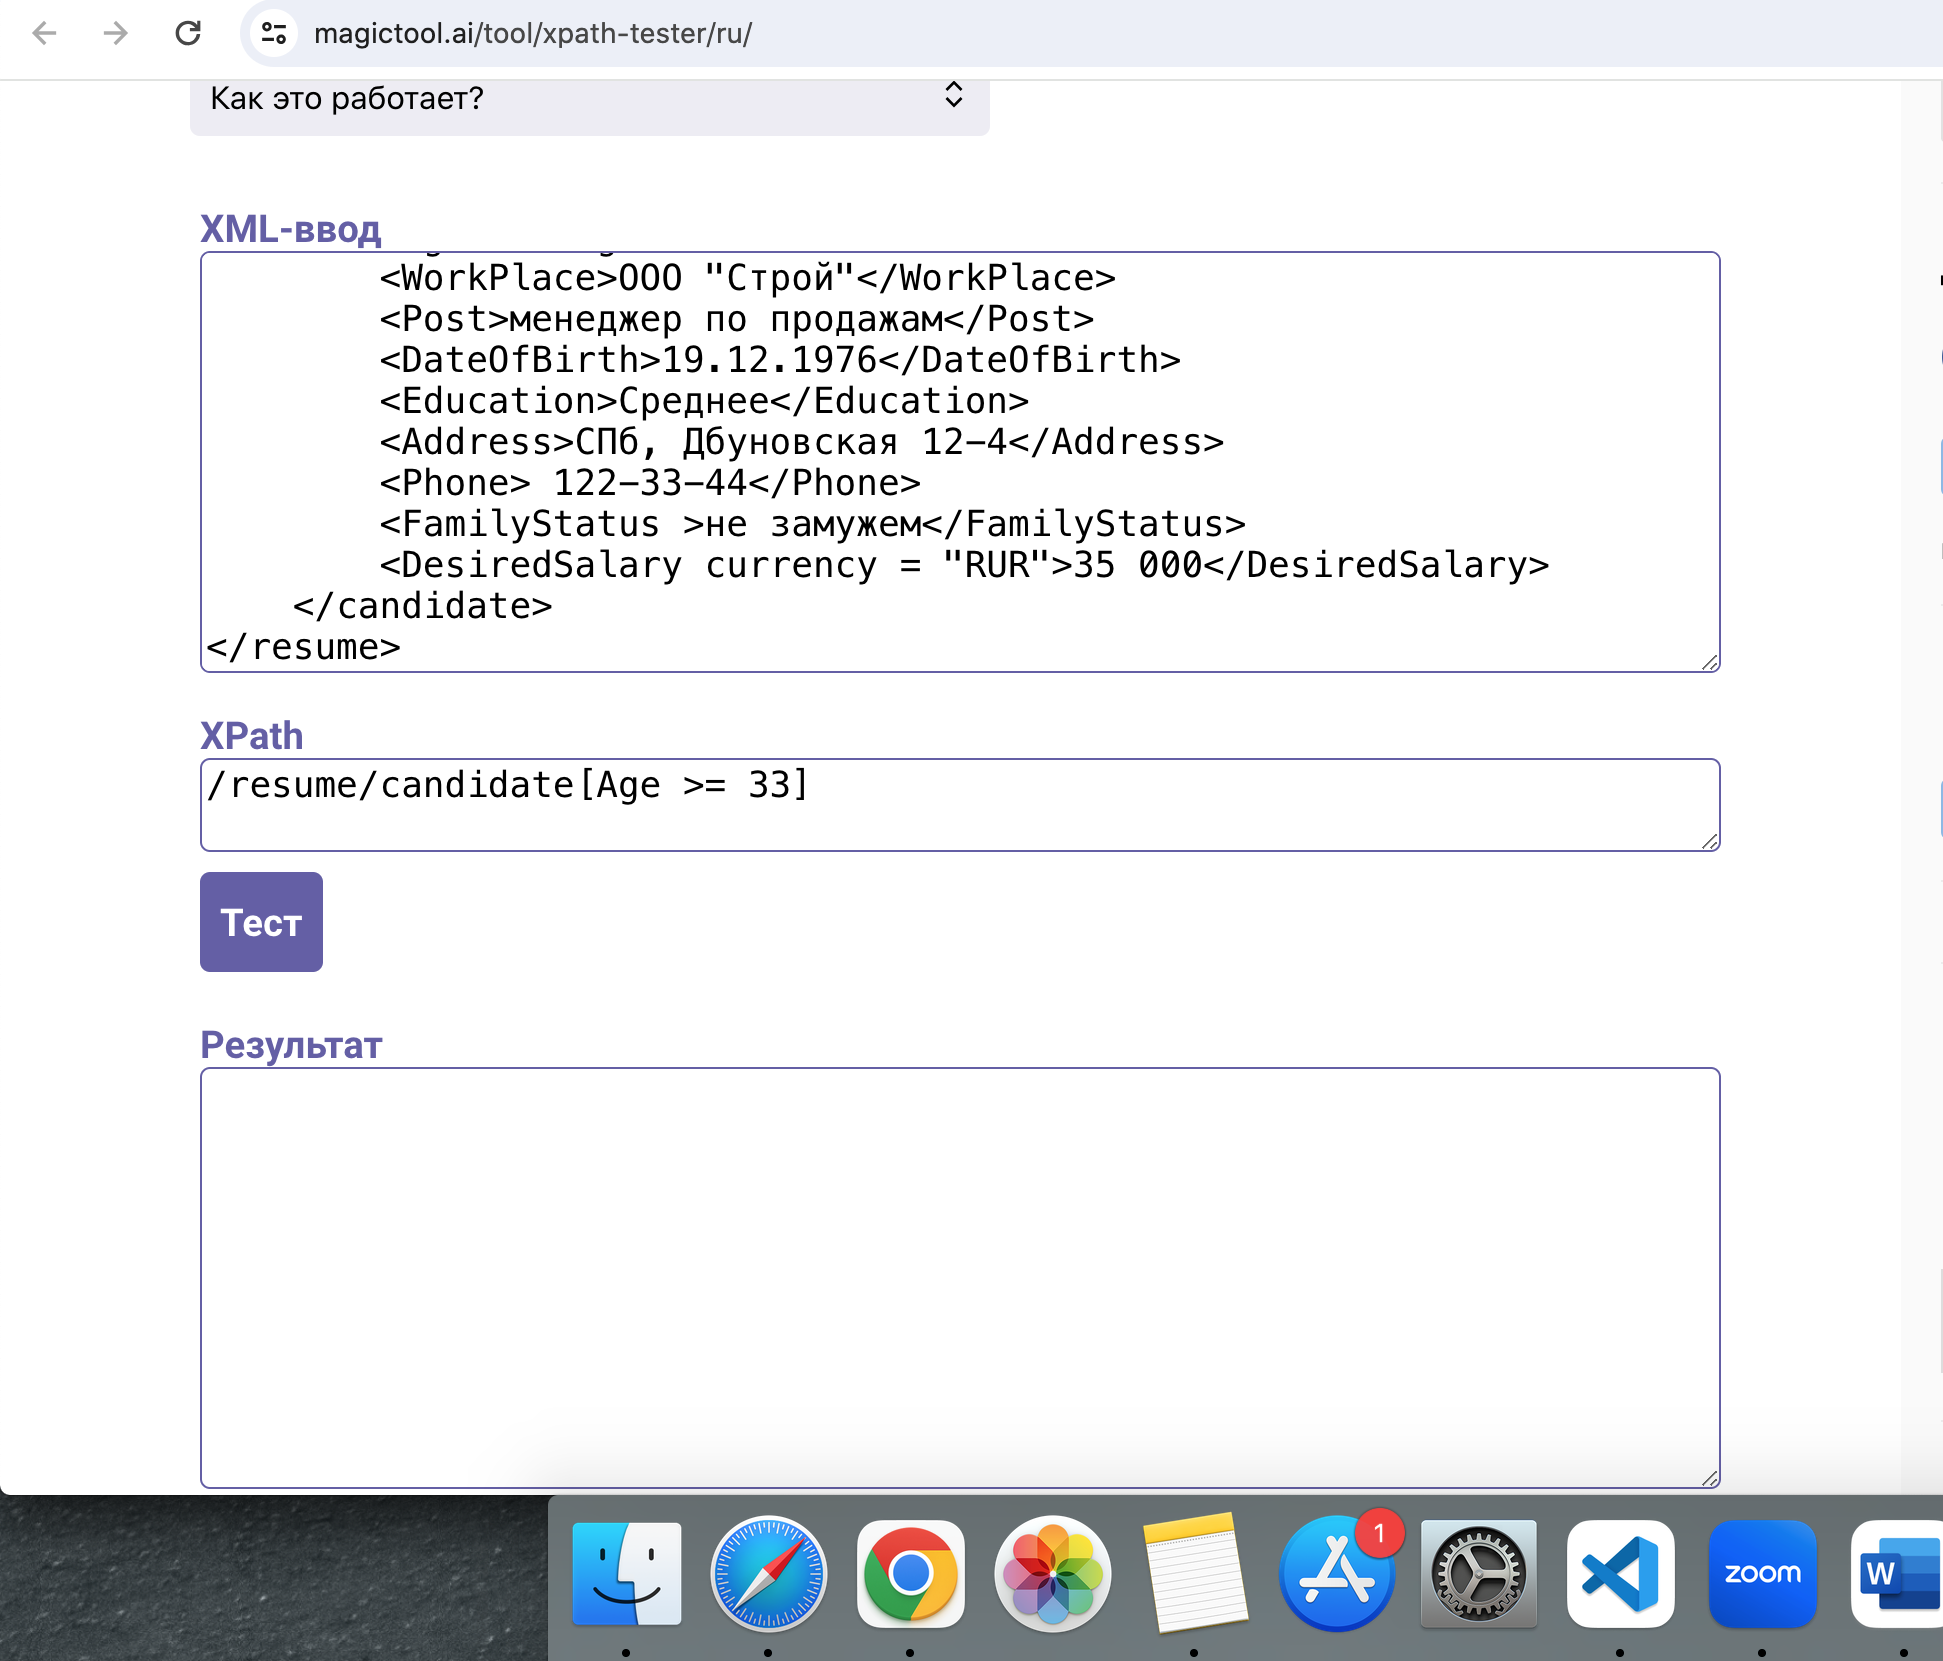 magictool.ai/tool/xpath-tester/ru/
Как это работает?
XML-ввод
<WorkPlace>ООО "Строй"</WorkPlace>
<Post>менеджер по продажам</Post>
<DateOfBirth>19.12.1976</DateOfBirth>
<Education>Среднее</Education>
<Address>СПб, Дбуновская 12-4</Address>
<Phone> 122-33-44</Phone>
<FamilyStatus >не замужем</FamilyStatus>
<DesiredSalary currency = "RUR">35 000</DesiredSalary>
</candidate>
</resume>
XPath
/resume/candidate[Age >= 33]
Тест
Результат
1
zoom
W